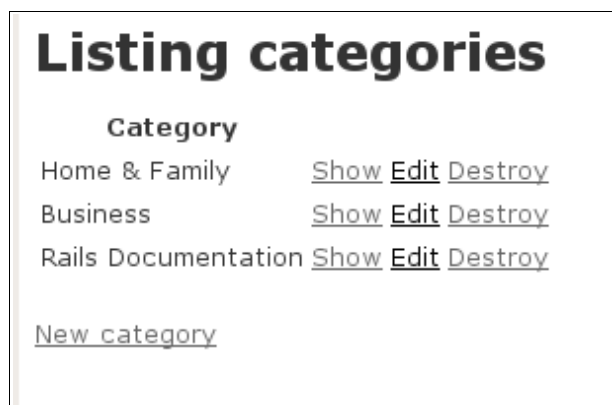 Listing categories
Category
Home & Family Show Edit Destroy
Business Show Edit Destroy
Rails Documentation Show Edit Destroy
New category